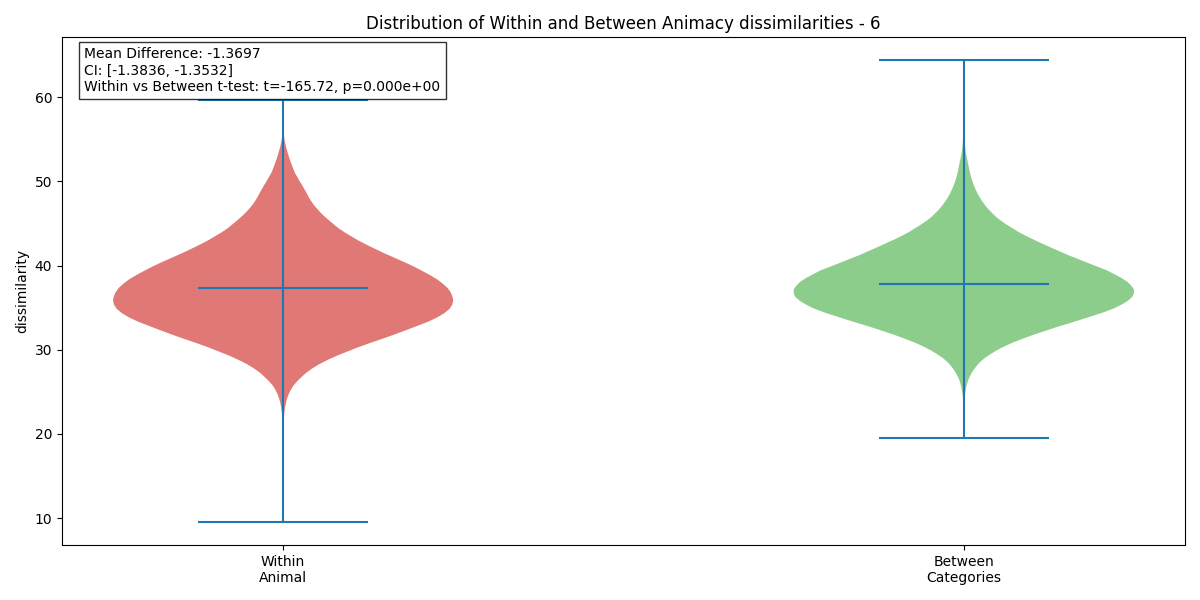 Distribution of Within and Between Animacy dissimilarities - 6
Mean Difference: -1.3697
CI: [-1.3836, -1.3532]
Within vs Between t-test: t=-165.72, p=0.000e+00
dissimilarity
60
50
40
30
20
10
Within
Animal
Between
Categories